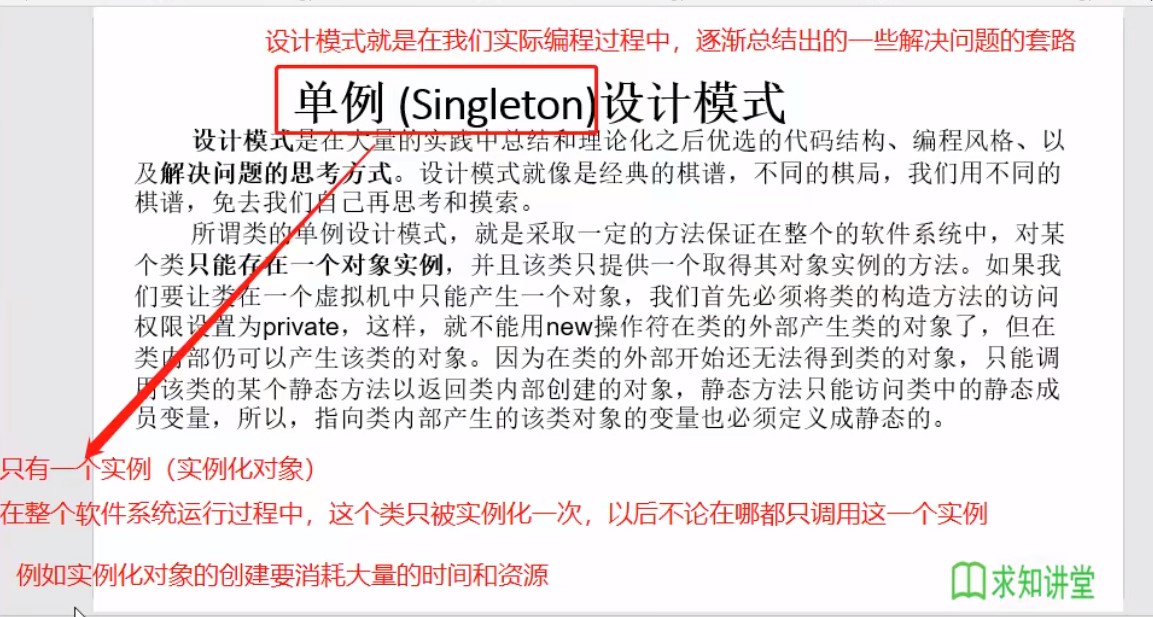 设计模式就是在我们实际编程过程中，逐渐总结出的一些解决问题的套路
单例 (Singleton)设计模式
设计模式是在大量的实践中总结和理论化之后优选的代码结构、编程风格、以
及解决问题的思考方式。设计模式就像是经典的棋谱，不同的棋局，我们用不同的
棋谱，免去我们自己再思考和摸索。
所谓类的单例设计模式，就是采取一定的方法保证在整个的软件系统中，对某
个类只能存在一个对象实例，并且该类只提供一个取得其对象实例的方法。如果我
们要让类在一个虚拟机中只能产生一个对象，我们首先必须将类的构造方法的访问
权限设置为private，这样，就不能用new操作符在类的外部产生类的对象了，但在
类内部仍可以产生该类的对象。因为在类的外部开始还无法得到类的对象，只能调
用该类的某个静态方法以返回类内部创建的对象，静态方法只能访问类中的静态成
员变量，所以，指向类内部产生的该类对象的变量也必须定义成静态的。
只有一个实例（实例化对象）
在整个软件系统运行过程中，这个类只被实例化一次，以后不论在哪都只调用这一个实例
例如实例化对象的创建要消耗大量的时间和资源
求知讲堂